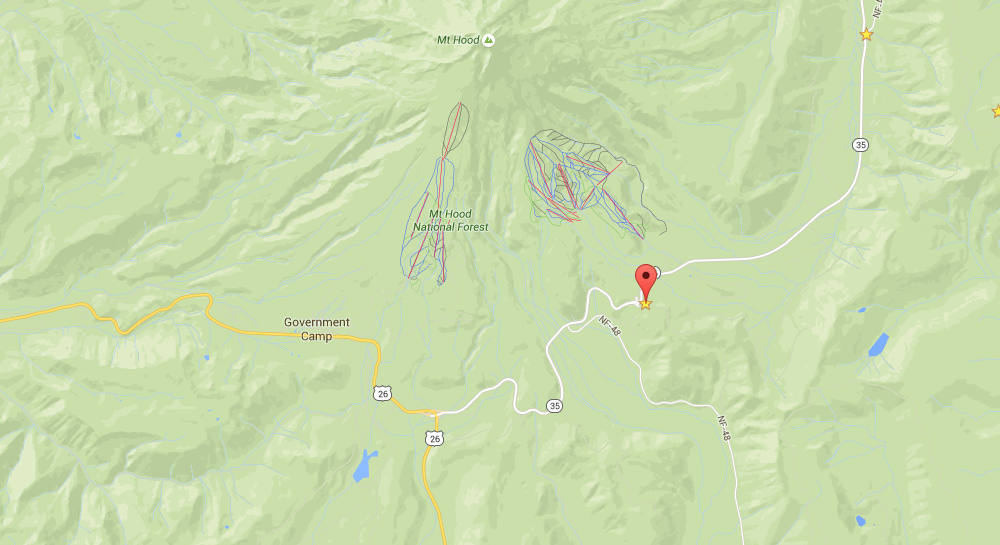 Mt Hood
35
Mt Hood
National Forest
Government
Camp
NF-48
26
35
26
NF-48